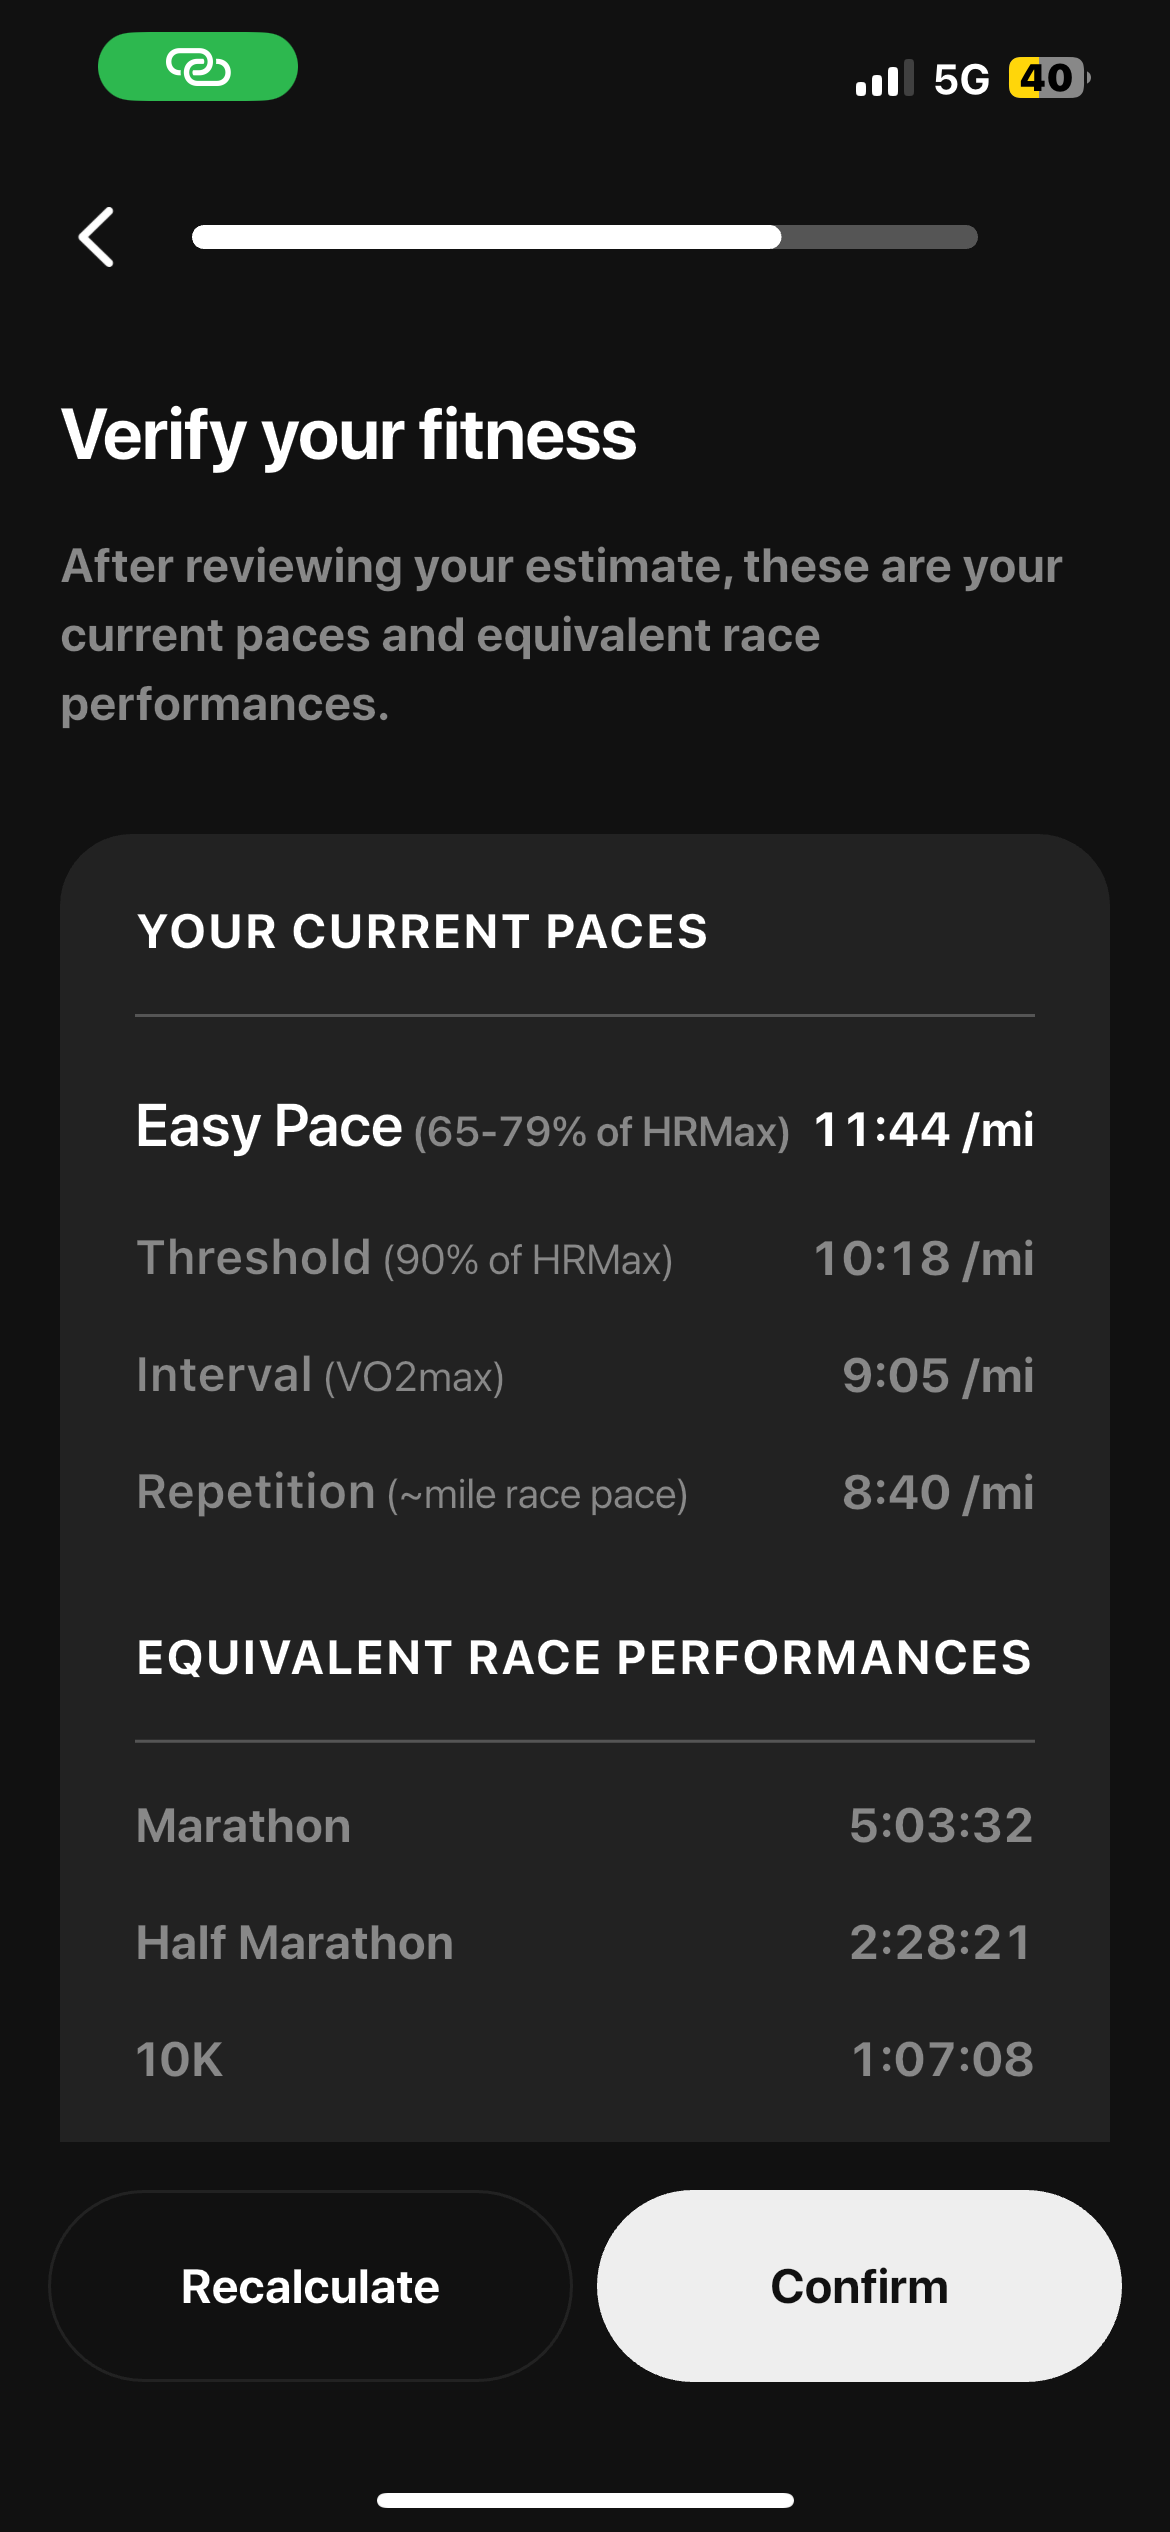 5G 40
Verify your fitness
After reviewing your estimate, these are your
current paces and equivalent race
performances.
YOUR CURRENT PACES
Easy Pace (65-79% of HRMax) 11:44 /mi
Threshold (90% of HRMax) 10:18 /mi
Interval (VO2max) 9:05 /mi
Repetition (~mile race pace) 8:40 /mi
EQUIVALENT RACE PERFORMANCES
Marathon 5:03:32
Half Marathon 2:28:21
10K 1:07:08
Recalculate Confirm